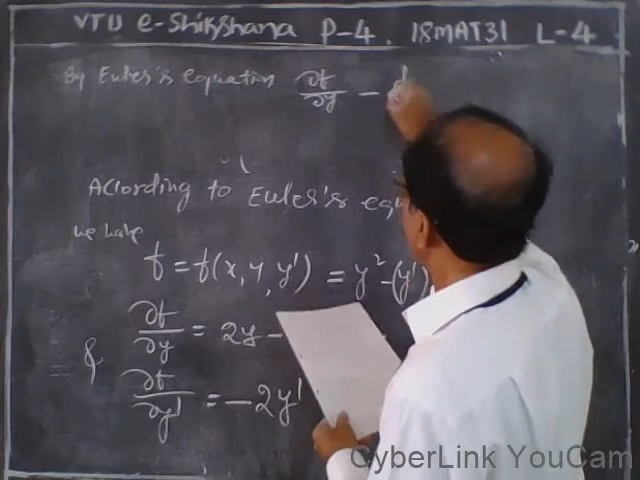 VTU e-Shikshana P-4, 18MAT31 L-4
By Euler's equation ∂f/∂y - d
According to Euler's equ
we have
f = f(x, y, y') = y² - (y')
∂f/∂y = 2y -
& ∂f/∂y' = -2y'
CyberLink YouCam